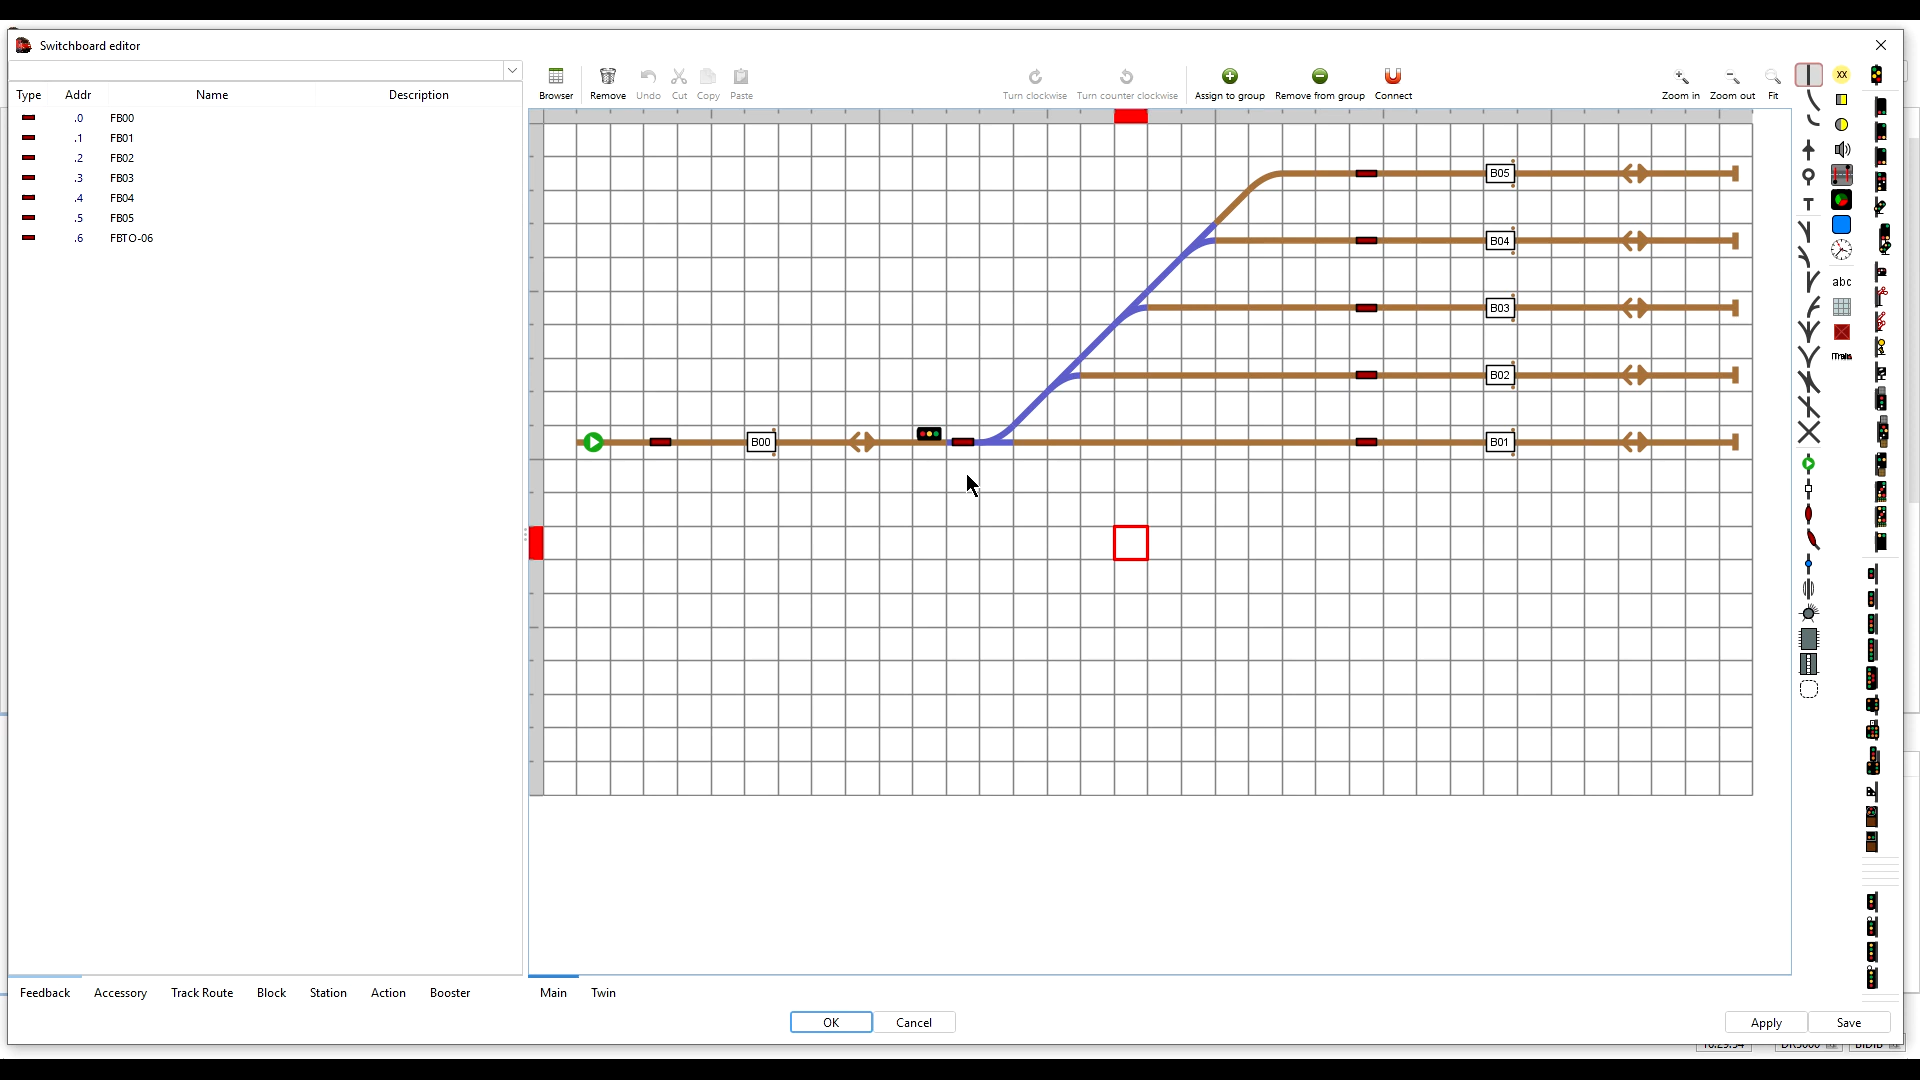 Switchboard editor
Type Addr Name Description
.0 FB00
.1 FB01
.2 FB02
.3 FB03
.4 FB04
.5 FB05
.6 FBTO-06
Browser Remove Undo Cut Copy Paste Turn clockwise Turn counter clockwise Assign to group Remove from group Connect Zoom in Zoom out Fit
XX
B05
B04
B03
B02
B00
B01
abc
iTrain
Feedback Accessory Track Route Block Station Action Booster
Main Twin
OK Cancel Apply Save